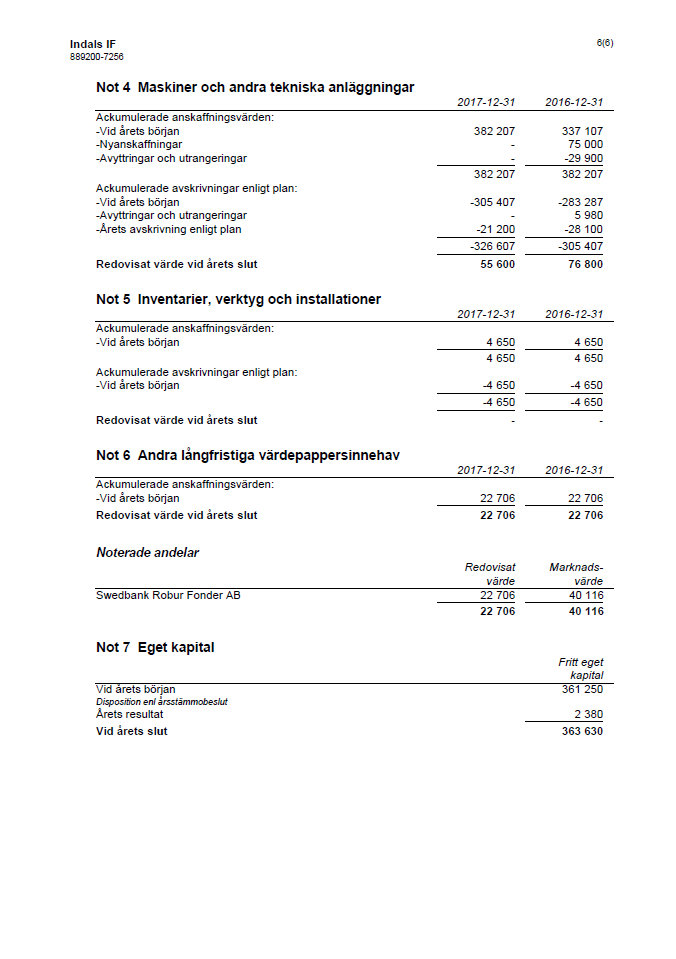 Indals IF 6(6)
889200-7256
Not 4 Maskiner och andra tekniska anläggningar
2017-12-31 2016-12-31
Ackumulerade anskaffningsvärden:
-Vid årets början 382 207 337 107
-Nyanskaffningar - 75 000
-Avyttringar och utrangeringar - -29 900
382 207 382 207
Ackumulerade avskrivningar enligt plan:
-Vid årets början -305 407 -283 287
-Avyttringar och utrangeringar - 5 980
-Årets avskrivning enligt plan -21 200 -28 100
-326 607 -305 407
Redovisat värde vid årets slut 55 600 76 800
Not 5 Inventarier, verktyg och installationer
2017-12-31 2016-12-31
Ackumulerade anskaffningsvärden:
-Vid årets början 4 650 4 650
4 650 4 650
Ackumulerade avskrivningar enligt plan:
-Vid årets början -4 650 -4 650
-4 650 -4 650
Redovisat värde vid årets slut - -
Not 6 Andra långfristiga värdepappersinnehav
2017-12-31 2016-12-31
Ackumulerade anskaffningsvärden:
-Vid årets början 22 706 22 706
Redovisat värde vid årets slut 22 706 22 706
Noterade andelar
Redovisat Marknads-
värde värde
Swedbank Robur Fonder AB 22 706 40 116
22 706 40 116
Not 7 Eget kapital
Fritt eget
kapital
Vid årets början 361 250
Disposition enl årsstämmobeslut
Årets resultat 2 380
Vid årets slut 363 630